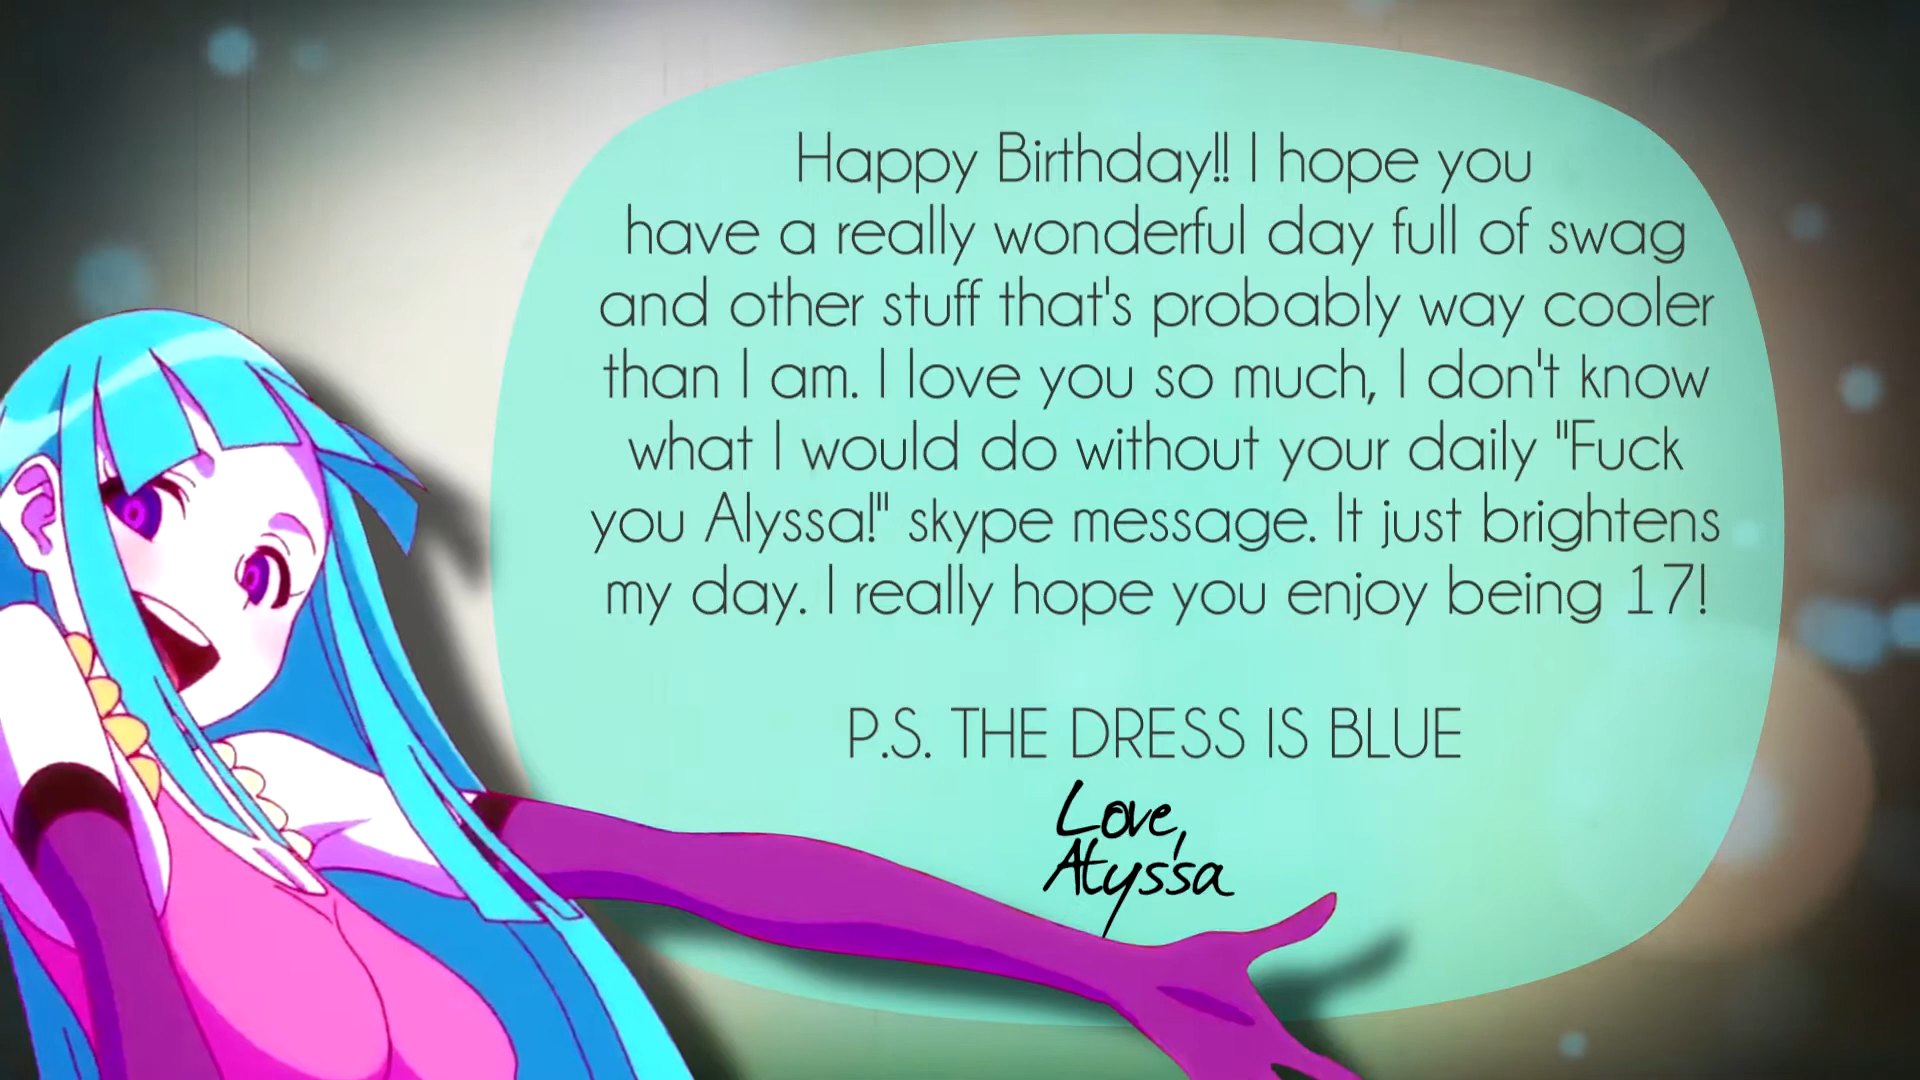 Happy Birthday!! I hope you
have a really wonderful day full of swag
and other stuff that's probably way cooler
than I am. I love you so much, I don't know
what I would do without your daily "Fuck
you Alyssa!" skype message. It just brightens
my day. I really hope you enjoy being 17!
P.S. THE DRESS IS BLUE
Love,
Alyssa